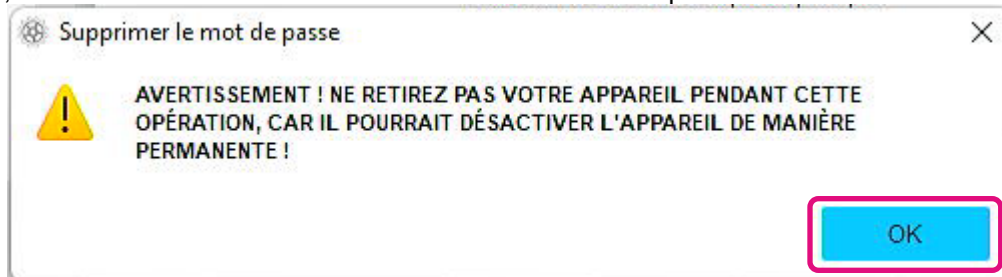 Supprimer le mot de passe
AVERTISSEMENT ! NE RETIREZ PAS VOTRE APPAREIL PENDANT CETTE
OPÉRATION, CAR IL POURRAIT DÉSACTIVER L'APPAREIL DE MANIÈRE
PERMANENTE !
OK